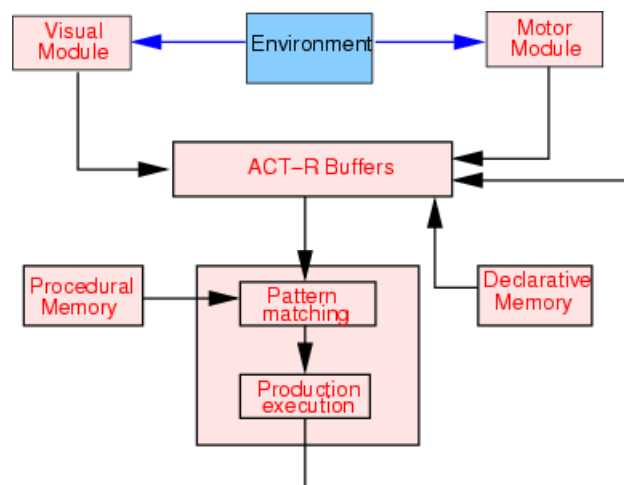 Visual
Module
Environment
Motor
Module
ACT–R Buffers
Procedural
Memory
Pattern
matching
Declarative
Memory
Production
execution